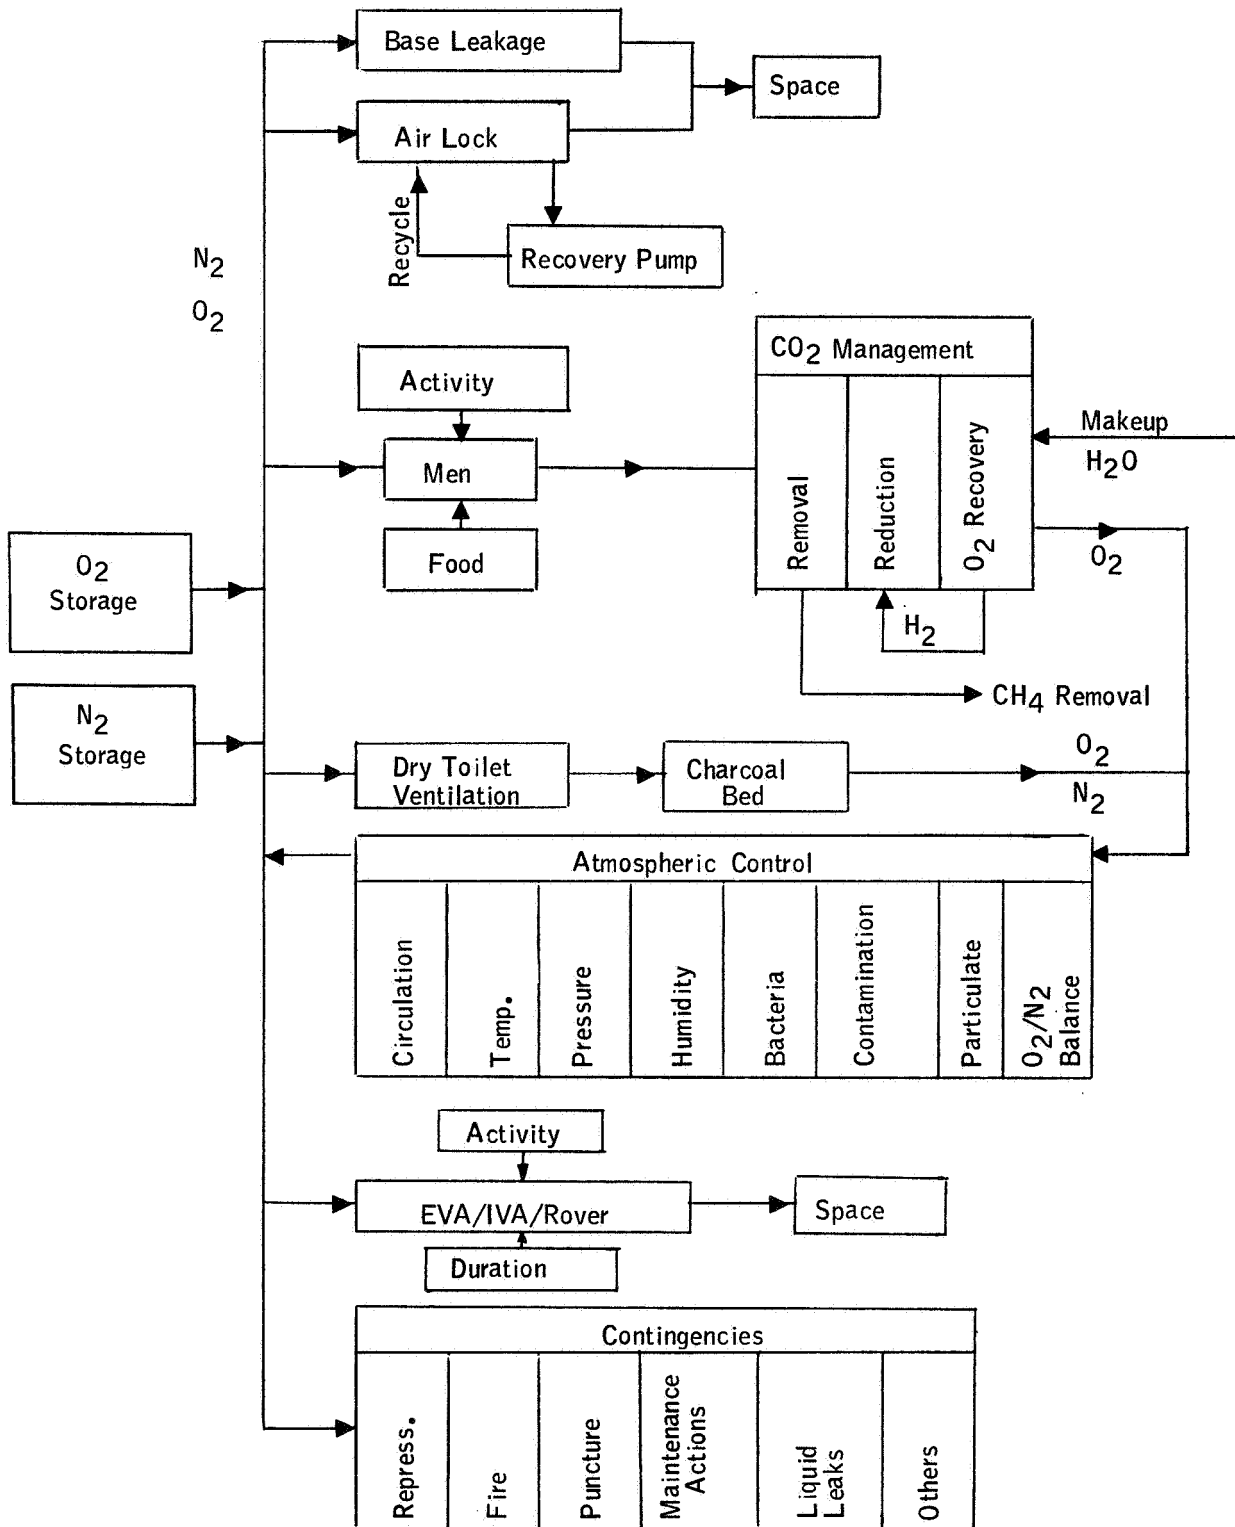 Base Leakage
Space
Air Lock
Recycle
Recovery Pump
N2
O2
CO2 Management
Removal
Reduction
O2 Recovery
Activity
Men
Food
Makeup
H2O
O2
H2
CH4 Removal
O2
Storage
N2
Storage
Dry Toilet
Ventilation
Charcoal
Bed
O2
N2
Atmospheric Control
Circulation
Temp.
Pressure
Humidity
Bacteria
Contamination
Particulate
O2/N2
Balance
Activity
EVA/IVA/Rover
Space
Duration
Contingencies
Repress.
Fire
Puncture
Maintenance
Actions
Liquid
Leaks
Others